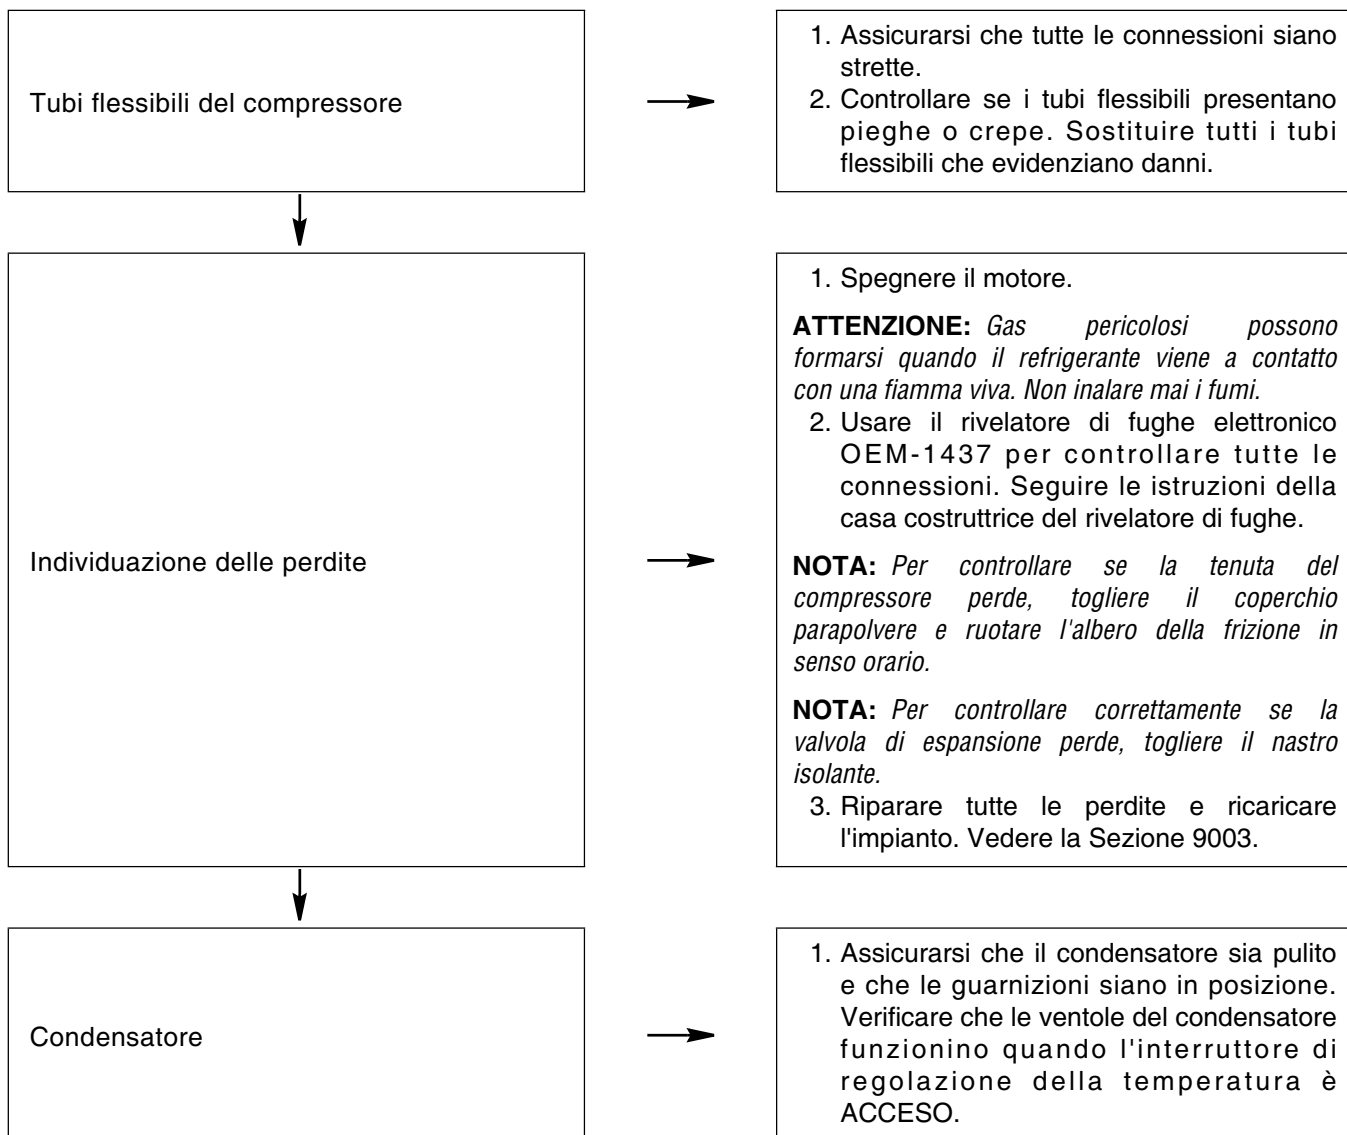 Tubi flessibili del compressore
1. Assicurarsi che tutte le connessioni siano
strette.
2. Controllare se i tubi flessibili presentano
pieghe o crepe. Sostituire tutti i tubi
flessibili che evidenziano danni.
Individuazione delle perdite
1. Spegnere il motore.
ATTENZIONE: Gas pericolosi possono
formarsi quando il refrigerante viene a contatto
con una fiamma viva. Non inalare mai i fumi.
2. Usare il rivelatore di fughe elettronico
OEM-1437 per controllare tutte le
connessioni. Seguire le istruzioni della
casa costruttrice del rivelatore di fughe.
NOTA: Per controllare se la tenuta del
compressore perde, togliere il coperchio
parapolvere e ruotare l'albero della frizione in
senso orario.
NOTA: Per controllare correttamente se la
valvola di espansione perde, togliere il nastro
isolante.
3. Riparare tutte le perdite e ricaricare
l'impianto. Vedere la Sezione 9003.
Condensatore
1. Assicurarsi che il condensatore sia pulito
e che le guarnizioni siano in posizione.
Verificare che le ventole del condensatore
funzionino quando l'interruttore di
regolazione della temperatura è
ACCESO.